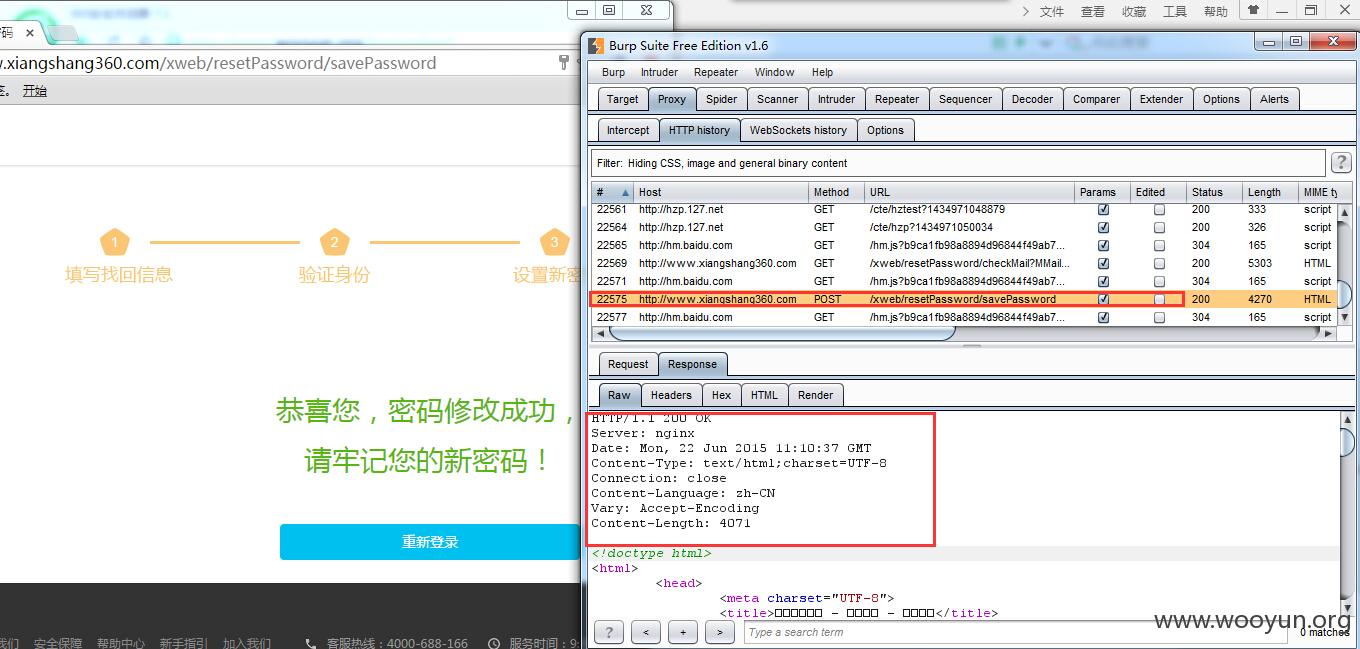 码
w.xiangshang360.com/xweb/resetPassword/savePassword
开始
1
2
3
填写找回信息
验证身份
设置新密
恭喜您，密码修改成功，
请牢记您的新密码！
重新登录
我们 安全保障 帮助中心 新手指引 加入我们 客服热线：4000-688-166 服务时间：9:
文件 查看 收藏 工具 帮助
Burp Suite Free Edition v1.6
Burp Intruder Repeater Window Help
Target Proxy Spider Scanner Intruder Repeater Sequencer Decoder Comparer Extender Options Alerts
Intercept HTTP history WebSockets history Options
Filter: Hiding CSS, image and general binary content ?
# Host Method URL Params Edited Status Length MIME ty
22561 http://hzp.127.net GET /cte/hztest?1434971048879 200 333 script
22564 http://hzp.127.net GET /cte/hzp?1434971050034 200 326 script
22565 http://hm.baidu.com GET /hm.js?b9ca1fb98a8894d96844f49ab7... 304 165 script
22569 http://www.xiangshang360.com GET /xweb/resetPassword/checkMail?MMail... 200 5303 HTML
22571 http://hm.baidu.com GET /hm.js?b9ca1fb98a8894d96844f49ab7... 304 165 script
22575 http://www.xiangshang360.com POST /xweb/resetPassword/savePassword 200 4270 HTML
22577 http://hm.baidu.com GET /hm.js?b9ca1fb98a8894d96844f49ab7... 304 165 script
Request Response
Raw Headers Hex HTML Render
HTTP/1.1 200 OK
Server: nginx
Date: Mon, 22 Jun 2015 11:10:37 GMT
Content-Type: text/html;charset=UTF-8
Connection: close
Content-Language: zh-CN
Vary: Accept-Encoding
Content-Length: 4071
<!doctype html>
<html>
<head>
<meta charset="UTF-8">
<title>□□□□□□ - □□□□ - □□□□</title>
? < + > Type a search term 0 matches
www.wooyun.org